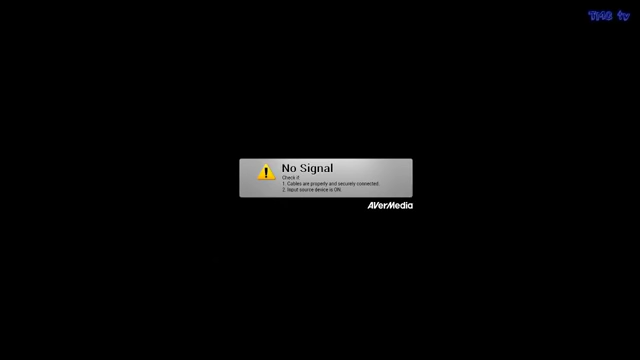 TMC tv
No Signal
Check if
1. Cables are properly and securely connected.
2. Input source device is ON.
AVerMedia